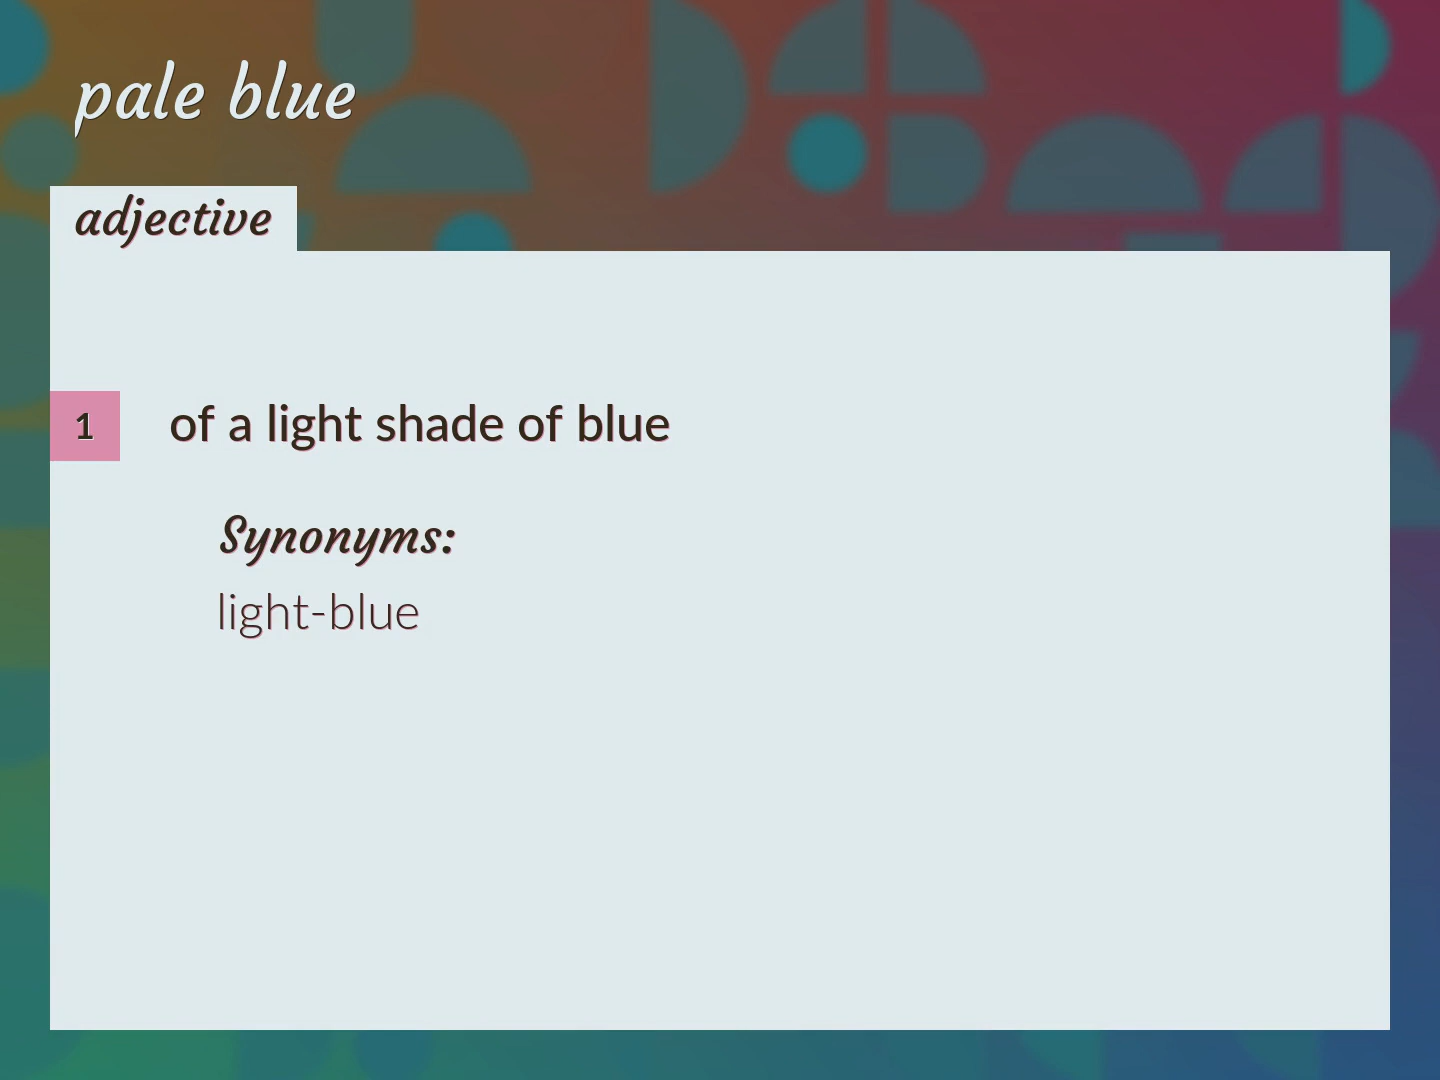 pale blue
adjective
1
of a light shade of blue
Synonyms:
light-blue